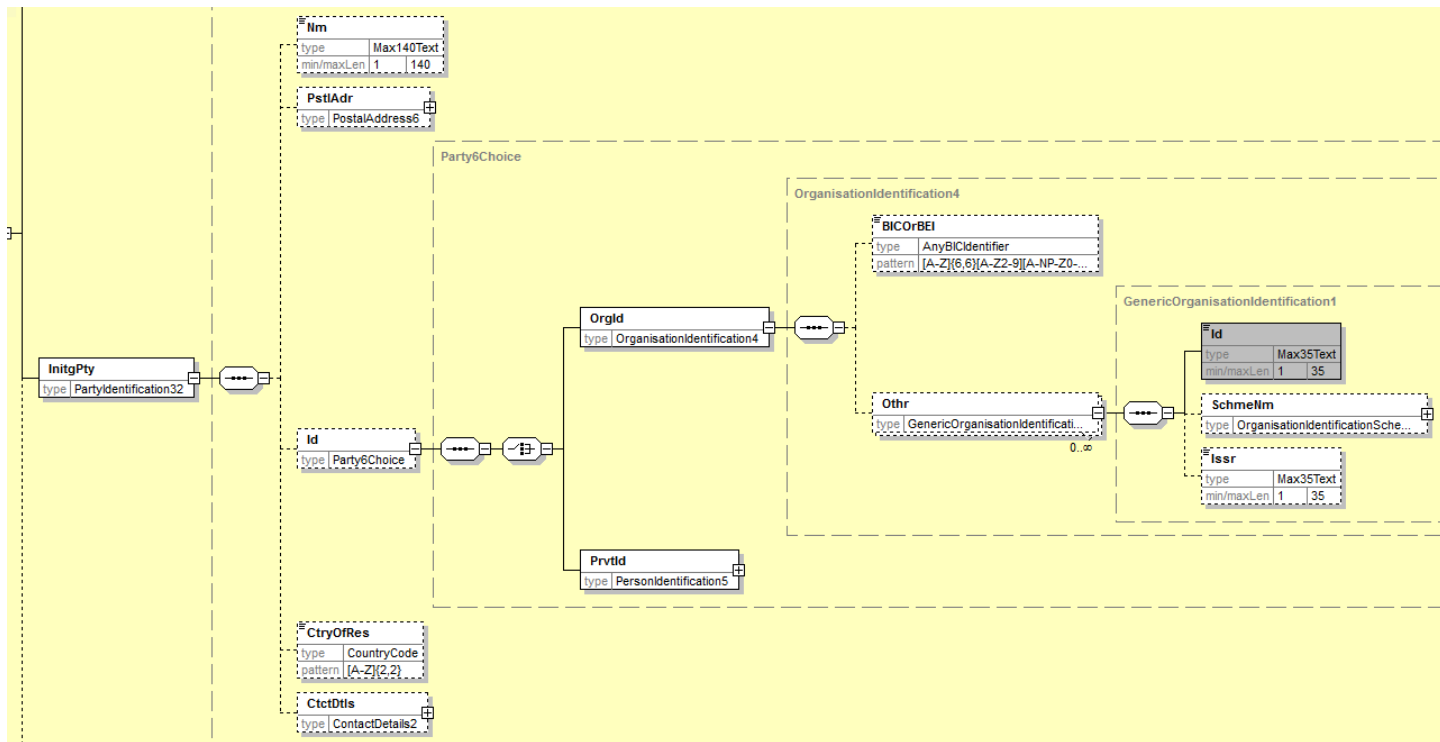 Nm
type Max140Text
min/maxLen 1 140
PstlAdr
type PostalAddress6
Party6Choice
OrganisationIdentification4
BICOrBEI
type AnyBICIdentifier
pattern [A-Z]{6,6}[A-Z2-9][A-NP-Z0-...
GenericOrganisationIdentification1
OrgId
type OrganisationIdentification4
Id
type Max35Text
min/maxLen 1 35
InitgPty
type PartyIdentification32
Othr
type GenericOrganisationIdentificati...
0..∞
SchmeNm
type OrganisationIdentificationSche...
Id
type Party6Choice
Issr
type Max35Text
min/maxLen 1 35
PrvtId
type PersonIdentification5
CtryOfRes
type CountryCode
pattern [A-Z]{2,2}
CtctDtls
type ContactDetails2